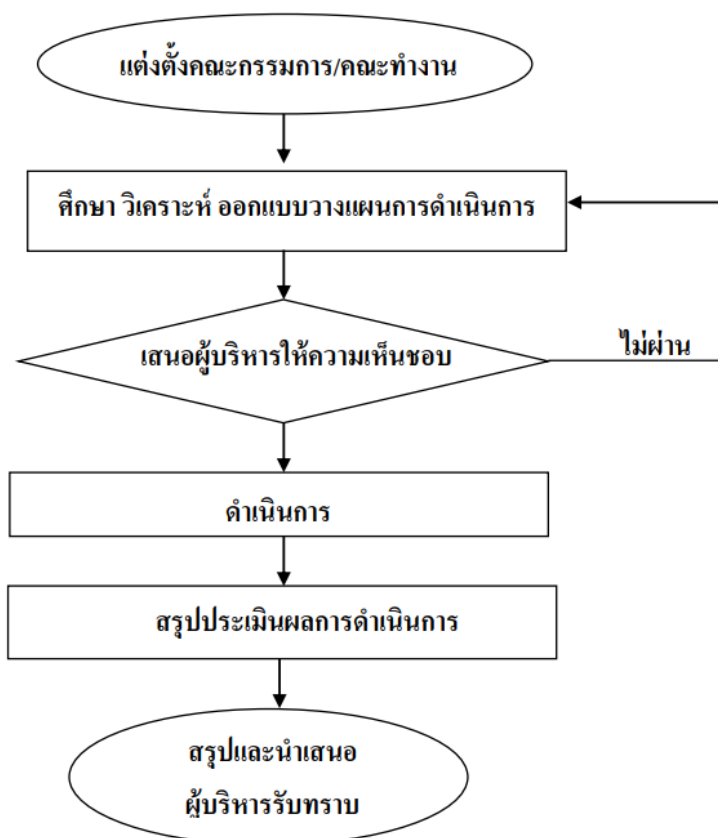 แต่งตั้งคณะกรรมการ/คณะทำงาน
ศึกษา วิเคราะห์ ออกแบบวางแผนการดำเนินการ
เสนอผู้บริหารให้ความเห็นชอบ
ไม่ผ่าน
ดำเนินการ
สรุปประเมินผลการดำเนินการ
สรุปและนำเสนอ
ผู้บริหารรับทราบ